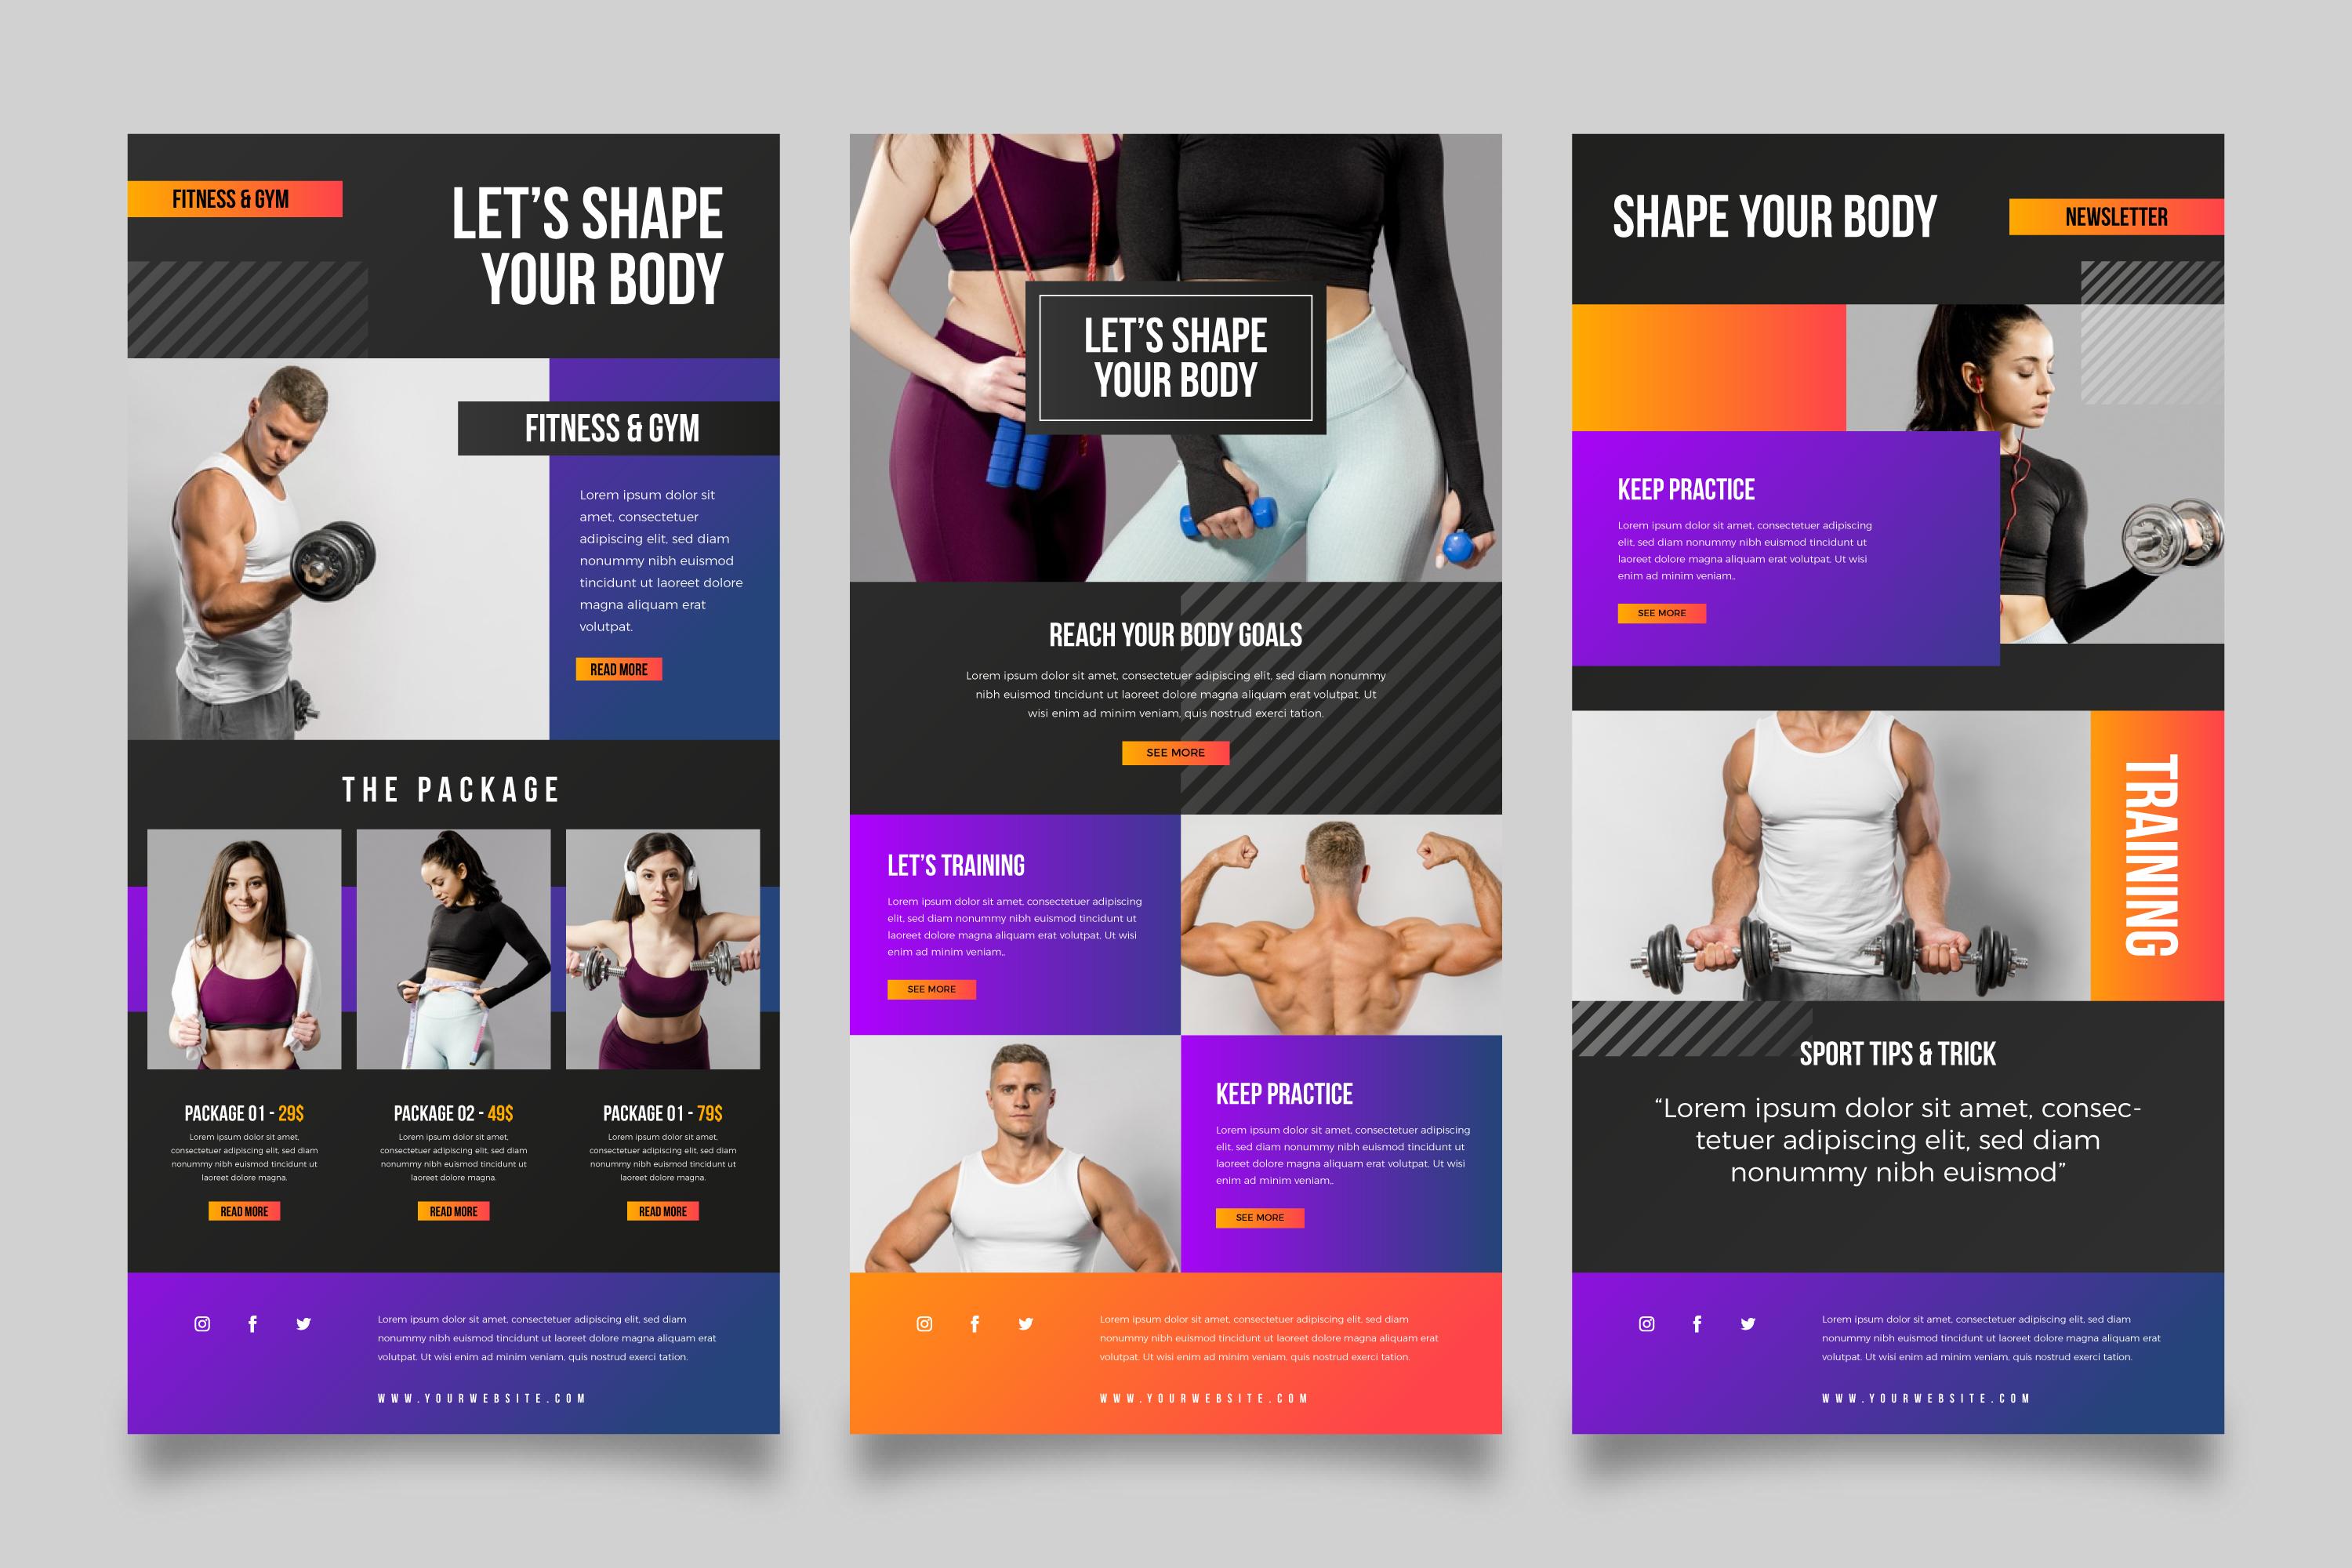 FITNESS & GYM
LET'S SHAPE
YOUR BODY
FITNESS & GYM
Lorem ipsum dolor sit
amet, consectetuer
adipiscing elit, sed diam
nonummy nibh euismod
tincidunt ut laoreet dolore
magna aliquam erat
volutpat.
READ MORE
THE PACKAGE
PACKAGE 01 - 29$
Lorem ipsum dolor sit amet,
consectetuer adipiscing elit, sed diam
nonummy nibh euismod tincidunt ut
laoreet dolore magna.
READ MORE
PACKAGE 02 - 49$
Lorem ipsum dolor sit amet,
consectetuer adipiscing elit, sed diam
nonummy nibh euismod tincidunt ut
laoreet dolore magna.
READ MORE
PACKAGE 01 - 79$
Lorem ipsum dolor sit amet,
consectetuer adipiscing elit, sed diam
nonummy nibh euismod tincidunt ut
laoreet dolore magna.
READ MORE
Lorem ipsum dolor sit amet, consectetuer adipiscing elit, sed diam
nonummy nibh euismod tincidunt ut laoreet dolore magna aliquam erat
volutpat. Ut wisi enim ad minim veniam, quis nostrud exerci tation.
WWW.YOURWEBSITE.COM
LET'S SHAPE
YOUR BODY
REACH YOUR BODY GOALS
Lorem ipsum dolor sit amet, consectetuer adipiscing elit, sed diam nonummy
nibh euismod tincidunt ut laoreet dolore magna aliquam erat volutpat. Ut
wisi enim ad minim veniam, quis nostrud exerci tation.
SEE MORE
LET'S TRAINING
Lorem ipsum dolor sit amet, consectetuer adipiscing
elit, sed diam nonummy nibh euismod tincidunt ut
laoreet dolore magna aliquam erat volutpat. Ut wisi
enim ad minim veniam,.
SEE MORE
KEEP PRACTICE
Lorem ipsum dolor sit amet, consectetuer adipiscing
elit, sed diam nonummy nibh euismod tincidunt ut
laoreet dolore magna aliquam erat volutpat. Ut wisi
enim ad minim veniam,.
SEE MORE
Lorem ipsum dolor sit amet, consectetuer adipiscing elit, sed diam
nonummy nibh euismod tincidunt ut laoreet dolore magna aliquam erat
volutpat. Ut wisi enim ad minim veniam, quis nostrud exerci tation.
WWW.YOURWEBSITE.COM
SHAPE YOUR BODY
NEWSLETTER
KEEP PRACTICE
Lorem ipsum dolor sit amet, consectetuer adipiscing
elit, sed diam nonummy nibh euismod tincidunt ut
laoreet dolore magna aliquam erat volutpat. Ut wisi
enim ad minim veniam,.
SEE MORE
TRAINING
SPORT TIPS & TRICK
“Lorem ipsum dolor sit amet, consec-
tetuer adipiscing elit, sed diam
nonummy nibh euismod”
Lorem ipsum dolor sit amet, consectetuer adipiscing elit, sed diam
nonummy nibh euismod tincidunt ut laoreet dolore magna aliquam erat
volutpat. Ut wisi enim ad minim veniam, quis nostrud exerci tation.
WWW.YOURWEBSITE.COM